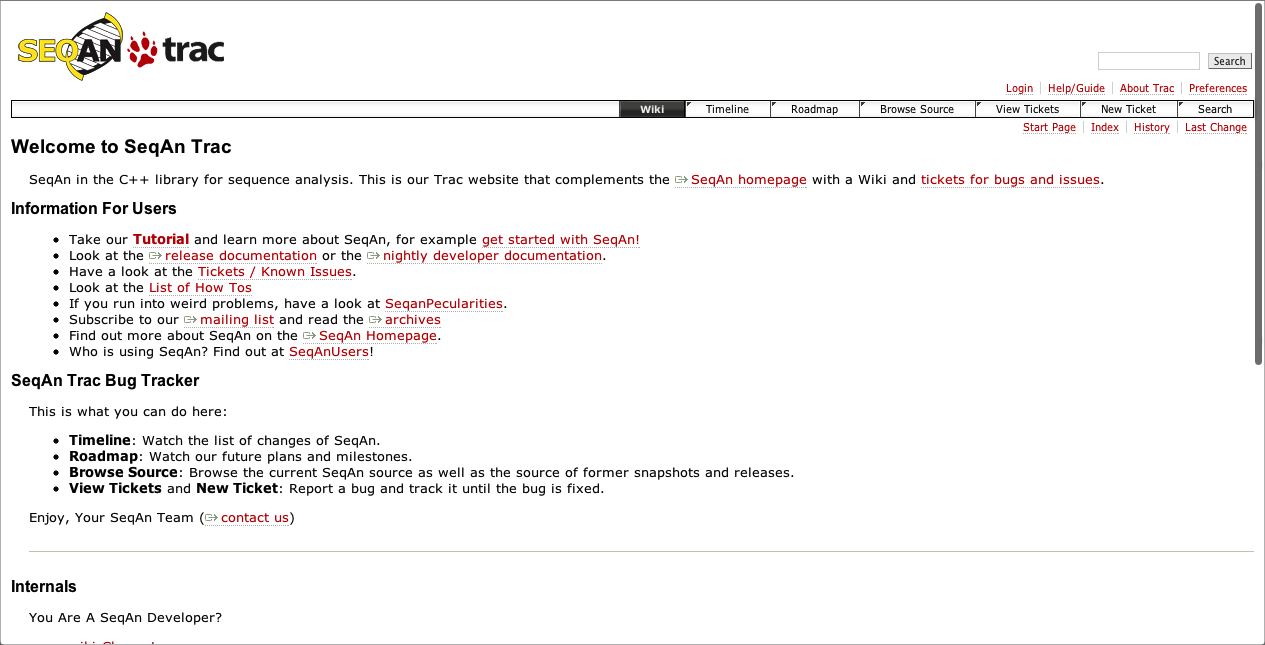 SEQAN trac
Search
Login Help/Guide About Trac Preferences
Wiki Timeline Roadmap Browse Source View Tickets New Ticket Search
Start Page Index History Last Change
Welcome to SeqAn Trac
SeqAn in the C++ library for sequence analysis. This is our Trac website that complements the SeqAn homepage with a Wiki and tickets for bugs and issues.
Information For Users
Take our Tutorial and learn more about SeqAn, for example get started with SeqAn!
Look at the release documentation or the nightly developer documentation.
Have a look at the Tickets / Known Issues.
Look at the List of How Tos
If you run into weird problems, have a look at SeqanPecularities.
Subscribe to our mailing list and read the archives
Find out more about SeqAn on the SeqAn Homepage.
Who is using SeqAn? Find out at SeqAnUsers!
SeqAn Trac Bug Tracker
This is what you can do here:
Timeline: Watch the list of changes of SeqAn.
Roadmap: Watch our future plans and milestones.
Browse Source: Browse the current SeqAn source as well as the source of former snapshots and releases.
View Tickets and New Ticket: Report a bug and track it until the bug is fixed.
Enjoy, Your SeqAn Team (contact us)
Internals
You Are A SeqAn Developer?